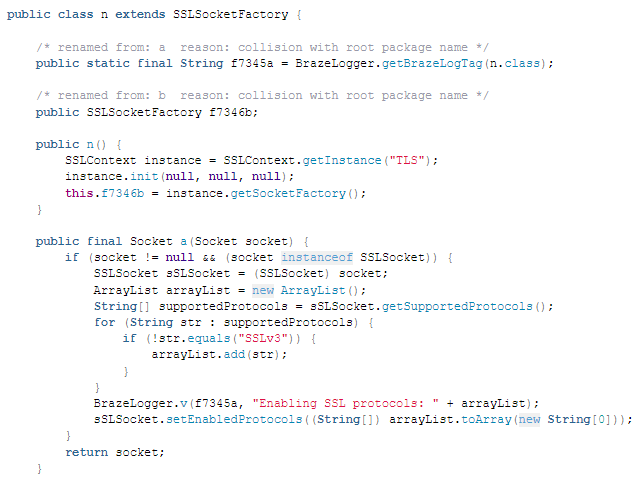 public class n extends SSLSocketFactory {
/* renamed from: a  reason: collision with root package name */
public static final String f7345a = BrazeLogger.getBrazeLogTag(n.class);
/* renamed from: b  reason: collision with root package name */
public SSLSocketFactory f7346b;
public n() {
SSLContext instance = SSLContext.getInstance("TLS");
instance.init(null, null, null);
this.f7346b = instance.getSocketFactory();
}
public final Socket a(Socket socket) {
if (socket != null && (socket instanceof SSLSocket)) {
SSLSocket sSLSocket = (SSLSocket) socket;
ArrayList arrayList = new ArrayList();
String[] supportedProtocols = sSLSocket.getSupportedProtocols();
for (String str : supportedProtocols) {
if (!str.equals("SSLv3")) {
arrayList.add(str);
}
}
BrazeLogger.v(f7345a, "Enabling SSL protocols: " + arrayList);
sSLSocket.setEnabledProtocols((String[]) arrayList.toArray(new String[0]));
}
return socket;
}